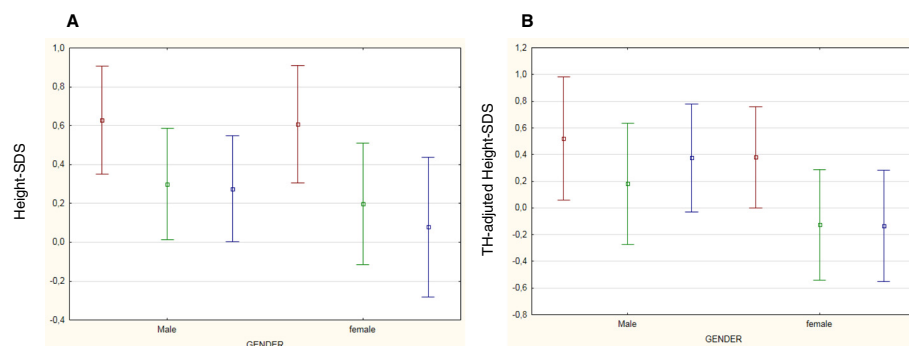 A
Height-SDS
1,0
0,8
0,6
0,4
0,2
0,0
-0,2
-0,4
Male
female
GENDER
B
TH-adjuted Height-SDS
1,2
1,0
0,8
0,6
0,4
0,2
0,0
-0,2
-0,4
-0,6
-0,8
Male
female
GENDER